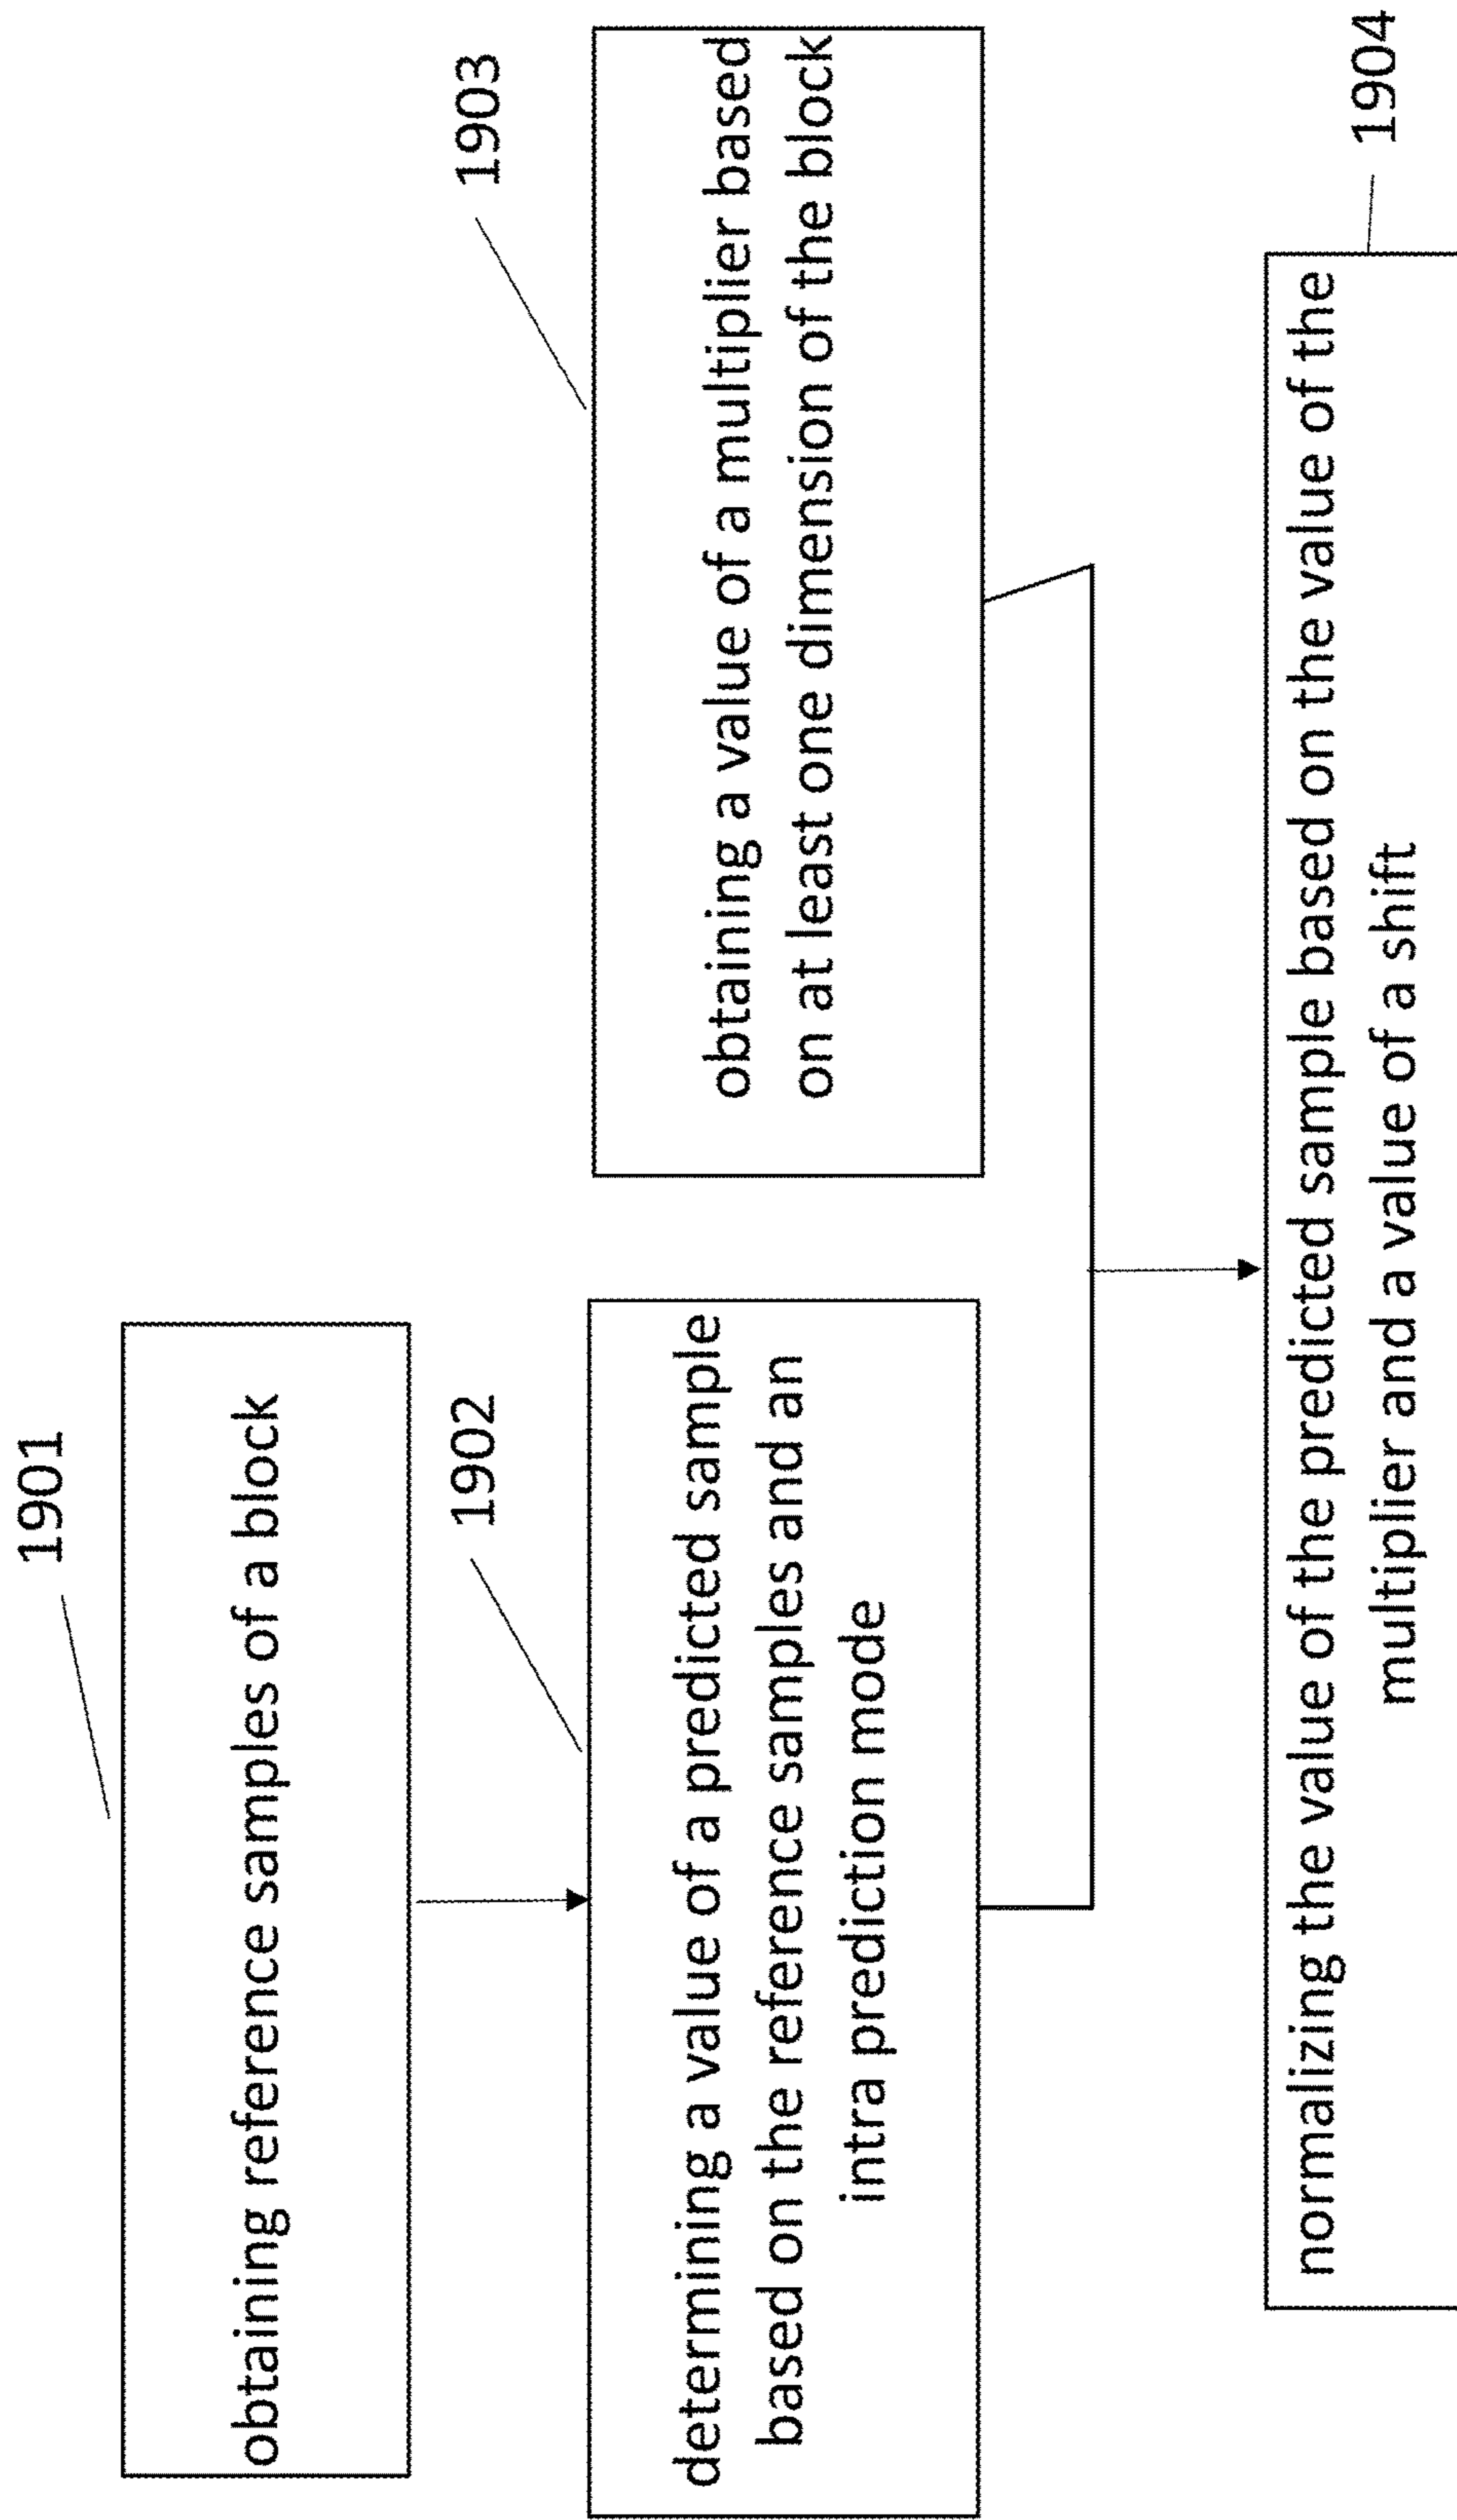 1901
obtaining reference samples of a block
1902
determining a value of a predicted sample
based on the reference samples and an
intra prediction mode
1903
obtaining a value of a multiplier based
on at least one dimension of the block
normalizing the value of the predicted sample based on the value of the
multiplier and a value of a shift
1904